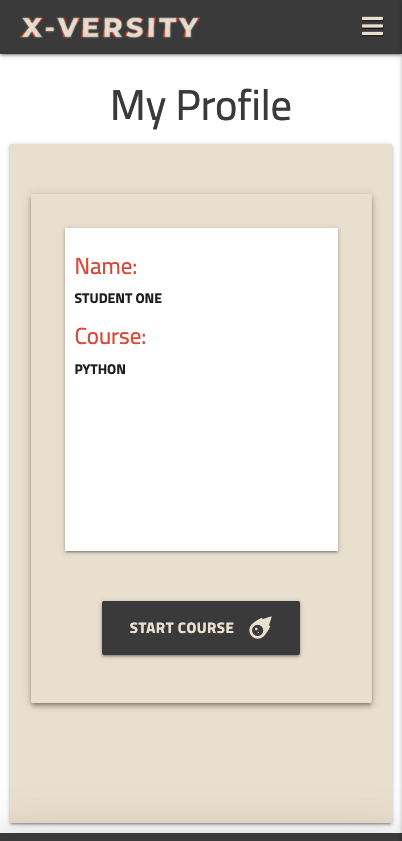 X-VERSITY
My Profile
Name:
STUDENT ONE
Course:
PYTHON
START COURSE